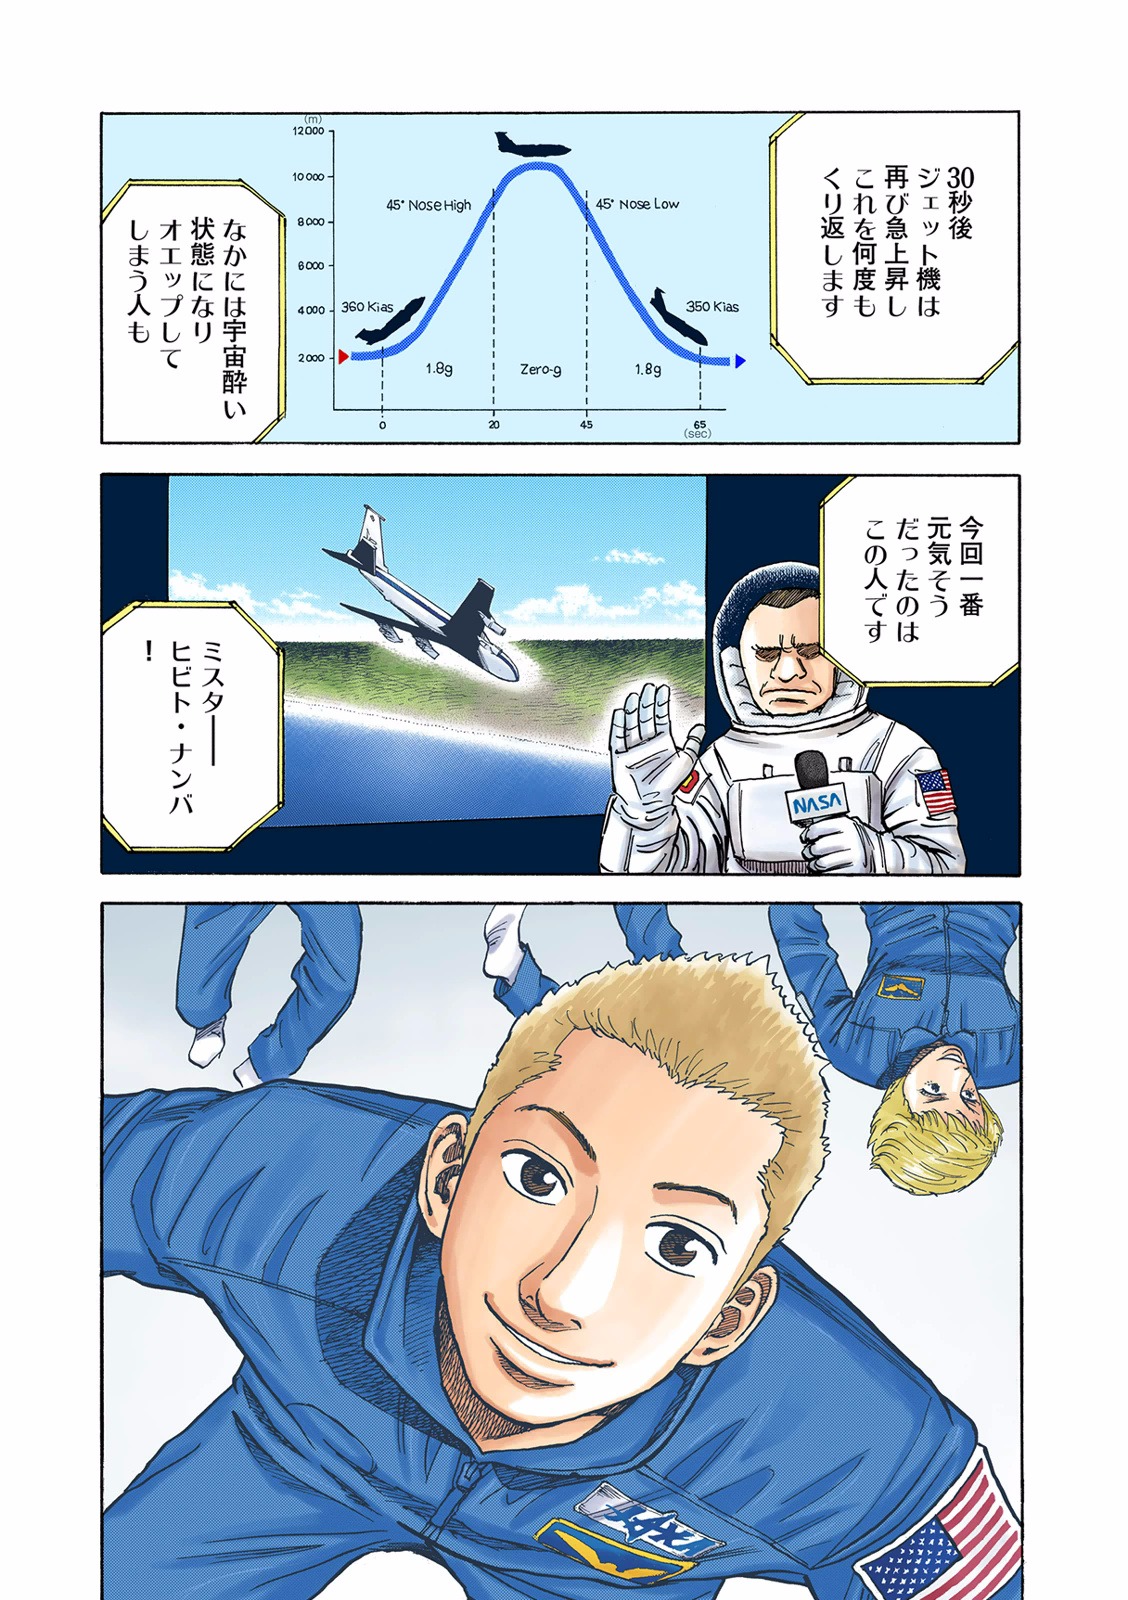 30秒後
ジェット機は
再び急上昇し
これを何度も
くり返します
(m)
12000
10000
8000
6000
4000
2000
45° Nose High
45° Nose Low
360 Kias
350 Kias
1.8g
Zero-g
1.8g
0
20
45
65
(sec)
なかには宇宙酔い
状態になり
オエップして
しまう人も
今回一番
元気そう
だったのは
この人です
NASA
ミスター
ヒビト・ナンバ
！